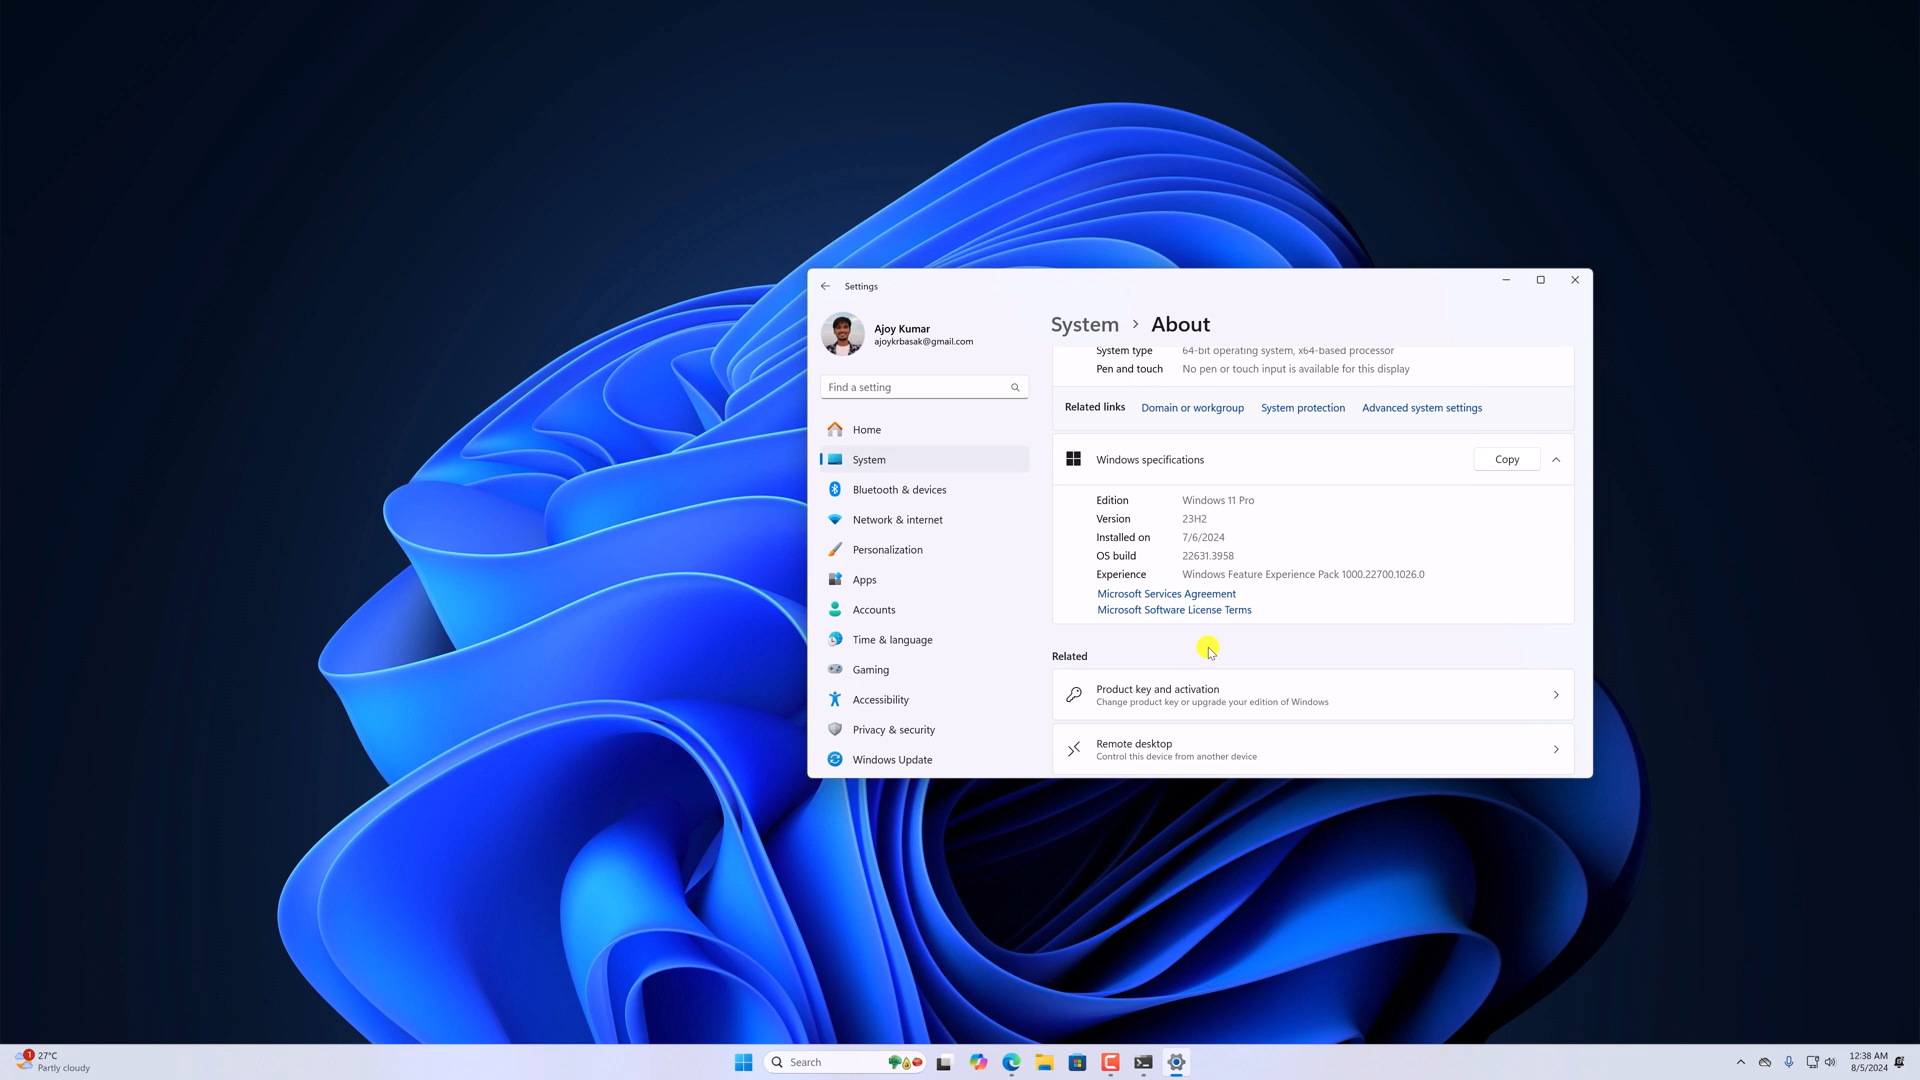 Settings
Ajoy Kumar
ajoykrbasak@gmail.com
Find a setting
Home
System
Bluetooth & devices
Network & internet
Personalization
Apps
Accounts
Time & language
Gaming
Accessibility
Privacy & security
Windows Update
System > About
System type 64-bit operating system, x64-based processor
Pen and touch No pen or touch input is available for this display
Related links Domain or workgroup System protection Advanced system settings
Windows specifications Copy
Edition Windows 11 Pro
Version 23H2
Installed on 7/6/2024
OS build 22631.3958
Experience Windows Feature Experience Pack 1000.22700.1026.0
Microsoft Services Agreement
Microsoft Software License Terms
Related
Product key and activation
Change product key or upgrade your edition of Windows
Remote desktop
Control this device from another device
1
27°C
Partly cloudy
Search
12:38 AM
8/5/2024